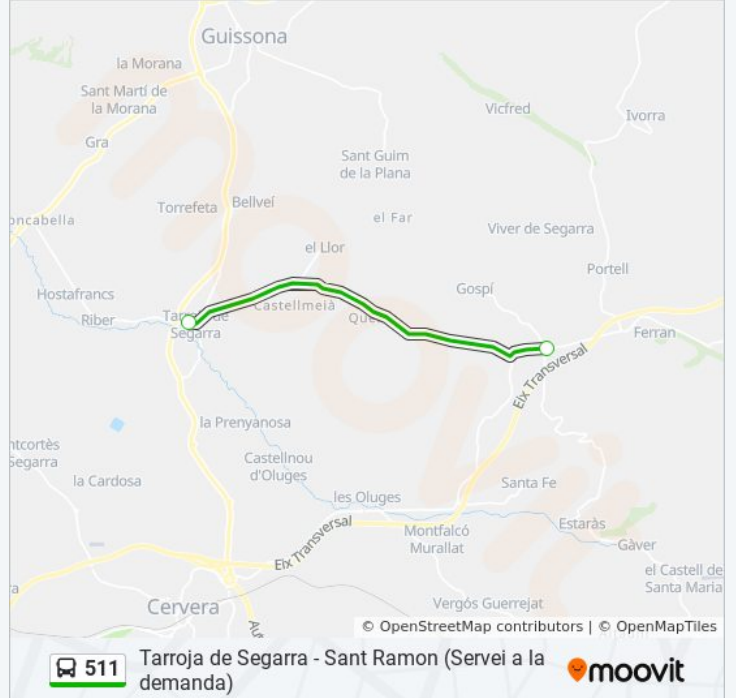 Guissona
la Morana
Sant Martí de
la Morana
Vicfred
Ivorra
Gra
Sant Guim
de la Plana
Torrefeta
Bellveí
el Far
oncabella
Viver de Segarra
el Llor
Portell
Hostafrancs
Gospí
Castellmeià
Riber
Segarra
Ferran
Eix Transversal
la Prenyanosa
ntcortès
Segarra
Castellnou
d'Oluges
la Cardosa
Santa Fe
les Oluges
Estaràs
Eix Transversal
Montfalcó
Murallat
Gàver
el Castell de
Santa Maria
Cervera
Vergós Guerrejat
© OpenStreetMap contributors | © OpenMapTiles
511
Tarroja de Segarra - Sant Ramon (Servei a la
demanda)
moovit